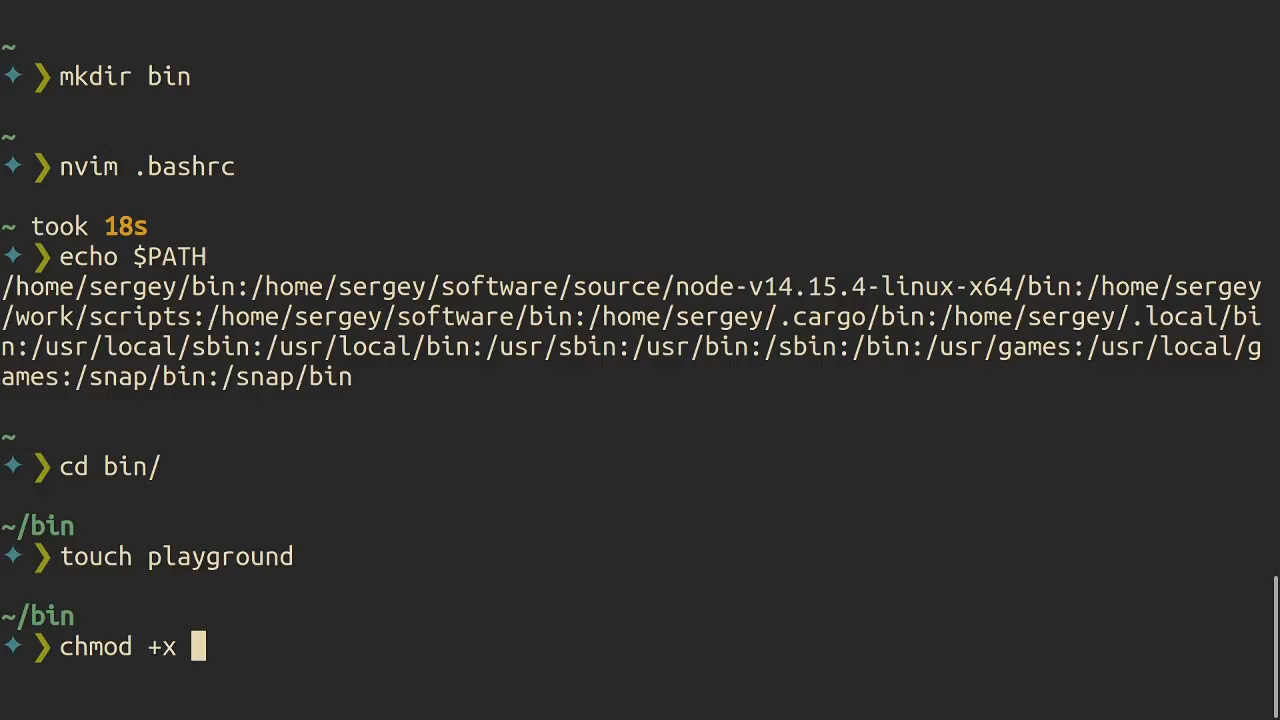 ~
✦ ❯ mkdir bin
~
✦ ❯ nvim .bashrc
~ took 18s
✦ ❯ echo $PATH
/home/sergey/bin:/home/sergey/software/source/node-v14.15.4-linux-x64/bin:/home/sergey
/work/scripts:/home/sergey/software/bin:/home/sergey/.cargo/bin:/home/sergey/.local/bi
n:/usr/local/sbin:/usr/local/bin:/usr/sbin:/usr/bin:/sbin:/bin:/usr/games:/usr/local/g
ames:/snap/bin:/snap/bin
~
✦ ❯ cd bin/
~/bin
✦ ❯ touch playground
~/bin
✦ ❯ chmod +x